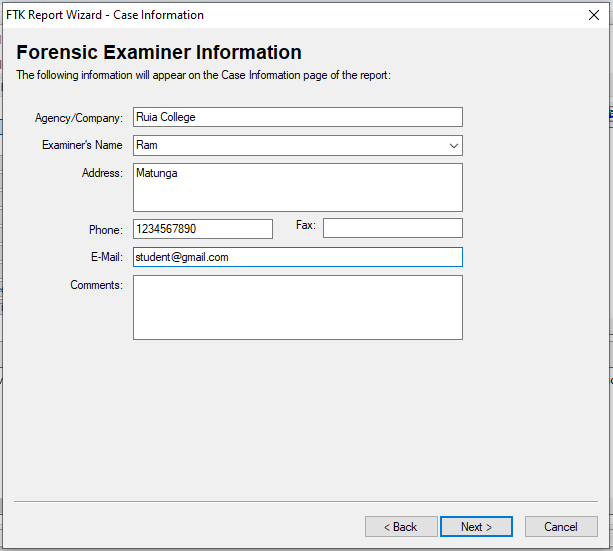 FTK Report Wizard - Case Information
Forensic Examiner Information
The following information will appear on the Case Information page of the report:
Agency/Company: Ruia College
Examiner's Name Ram
Address: Matunga
Phone: 1234567890 Fax:
E-Mail: student@gmail.com
Comments:
< Back Next > Cancel